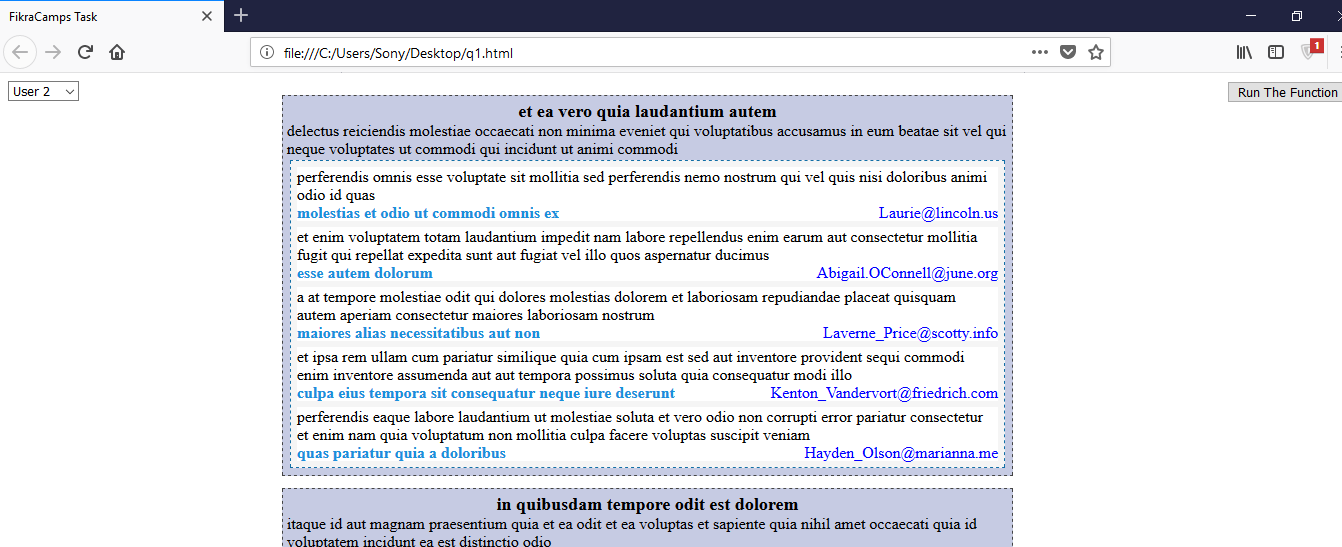 FikraCamps Task
file:///C:/Users/Sony/Desktop/q1.html
1
User 2
Run The Function
et ea vero quia laudantium autem
delectus reiciendis molestiae occaecati non minima eveniet qui voluptatibus accusamus in eum beatae sit vel qui
neque voluptates ut commodi qui incidunt ut animi commodi
perferendis omnis esse voluptate sit mollitia sed perferendis nemo nostrum qui vel quis nisi doloribus animi
odio id quas
molestias et odio ut commodi omnis ex Laurie@lincoln.us
et enim voluptatem totam laudantium impedit nam labore repellendus enim earum aut consectetur mollitia
fugit qui repellat expedita sunt aut fugiat vel illo quos aspernatur ducimus
esse autem dolorum Abigail.OConnell@june.org
a at tempore molestiae odit qui dolores molestias dolorem et laboriosam repudiandae placeat quisquam
autem aperiam consectetur maiores laboriosam nostrum
maiores alias necessitatibus aut non Laverne_Price@scotty.info
et ipsa rem ullam cum pariatur similique quia cum ipsam est sed aut inventore provident sequi commodi
enim inventore assumenda aut aut tempora possimus soluta quia consequatur modi illo
culpa eius tempora sit consequatur neque iure deserunt Kenton_Vandervort@friedrich.com
perferendis eaque labore laudantium ut molestiae soluta et vero odio non corrupti error pariatur consectetur
et enim nam quia voluptatum non mollitia culpa facere voluptas suscipit veniam
quas pariatur quia a doloribus Hayden_Olson@marianna.me
in quibusdam tempore odit est dolorem
itaque id aut magnam praesentium quia et ea odit et ea voluptas et sapiente quia nihil amet occaecati quia id
voluptatem incidunt ea est distinctio odio